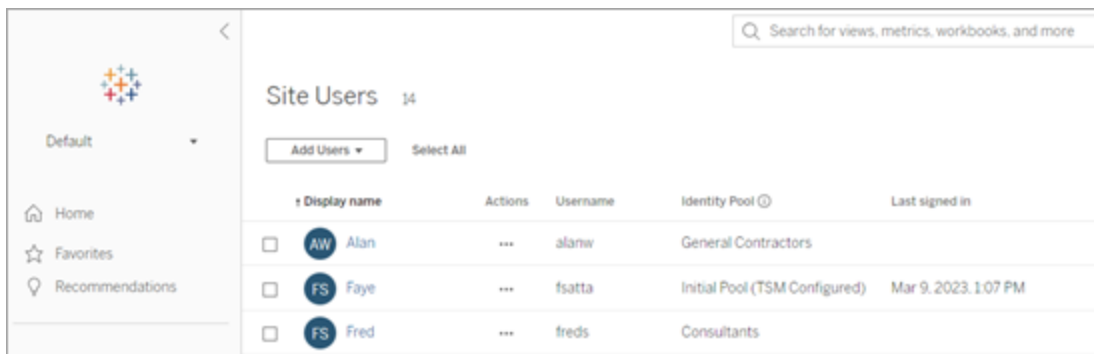 Search for views, metrics, workbooks, and more
Default
Home
Favorites
Recommendations
Site Users 14
Add Users ▾ Select All
↑ Display name Actions Username Identity Pool ⓘ Last signed in
AW Alan ··· alanw General Contractors
FS Faye ··· fsatta Initial Pool (TSM Configured) Mar 9, 2023, 1:07 PM
FS Fred ··· freds Consultants